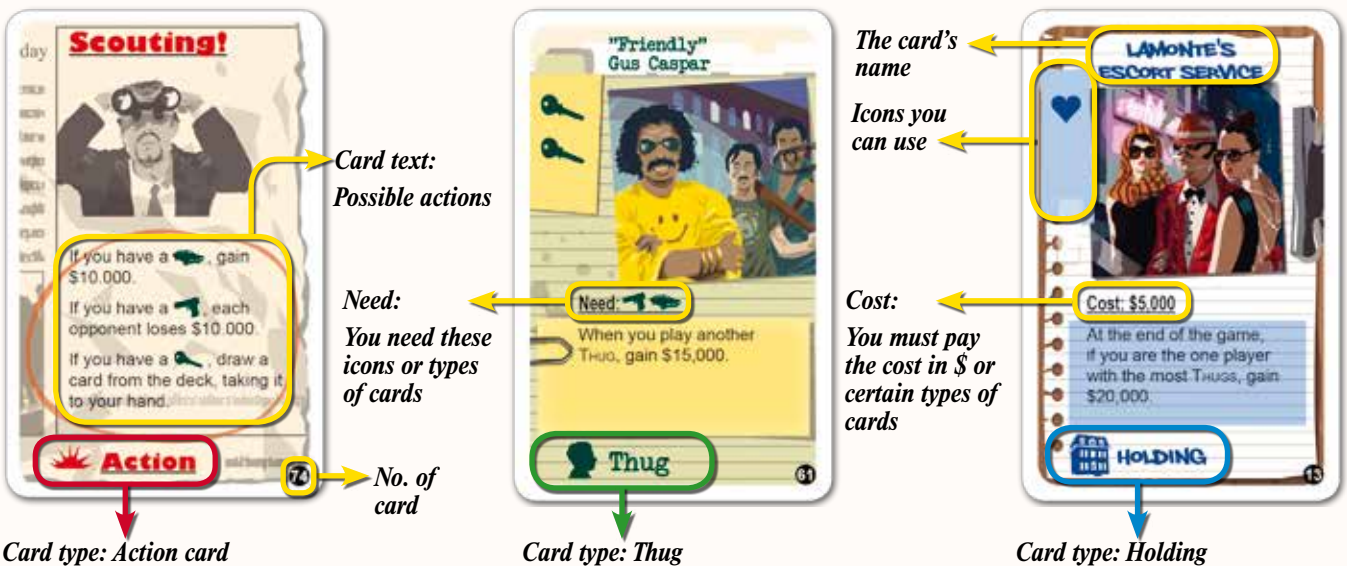 day
Scouting!
If you have a , gain
$10.000.
If you have a , each
opponent loses $10.000.
If you have a , draw a
card from the deck, taking it
to your hand.
Action
74
Card type: Action card
Card text:
Possible actions
Need:
You need these
icons or types
of cards
No. of
card
"Friendly"
Gus Caspar
Need:
When you play another
THUG, gain $15,000.
Thug
61
Card type: Thug
The card's
name
Icons you
can use
Cost:
You must pay
the cost in $ or
certain types of
cards
LAMONTE'S
ESCORT SERVICE
Cost: $5,000
At the end of the game,
if you are the one player
with the most THUGS, gain
$20,000.
HOLDING
13
Card type: Holding